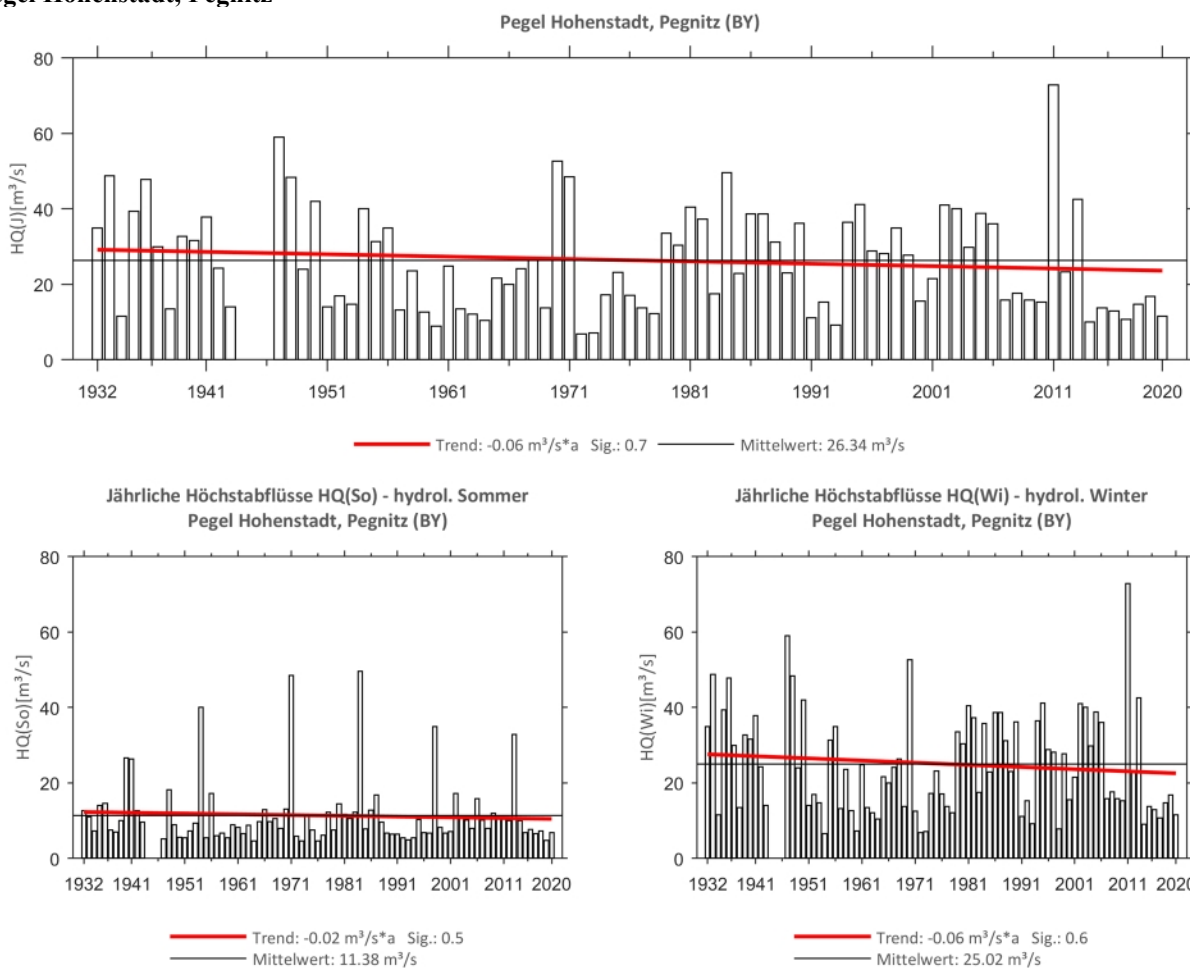 Pegel Hohenstadt, Pegnitz
Pegel Hohenstadt, Pegnitz (BY)
HQ(J)[m³/s]
80
60
40
20
0
1932 1941 1951 1961 1971 1981 1991 2001 2011 2020
Trend: -0.06 m³/s*a Sig.: 0.7 Mittelwert: 26.34 m³/s
Jährliche Höchstabflüsse HQ(So) - hydrol. Sommer
Pegel Hohenstadt, Pegnitz (BY)
HQ(So)[m³/s]
80
60
40
20
0
1932 1941 1951 1961 1971 1981 1991 2001 2011 2020
Trend: -0.02 m³/s*a Sig.: 0.5
Mittelwert: 11.38 m³/s
Jährliche Höchstabflüsse HQ(Wi) - hydrol. Winter
Pegel Hohenstadt, Pegnitz (BY)
HQ(Wi)[m³/s]
80
60
40
20
0
1932 1941 1951 1961 1971 1981 1991 2001 2011 2020
Trend: -0.06 m³/s*a Sig.: 0.6
Mittelwert: 25.02 m³/s